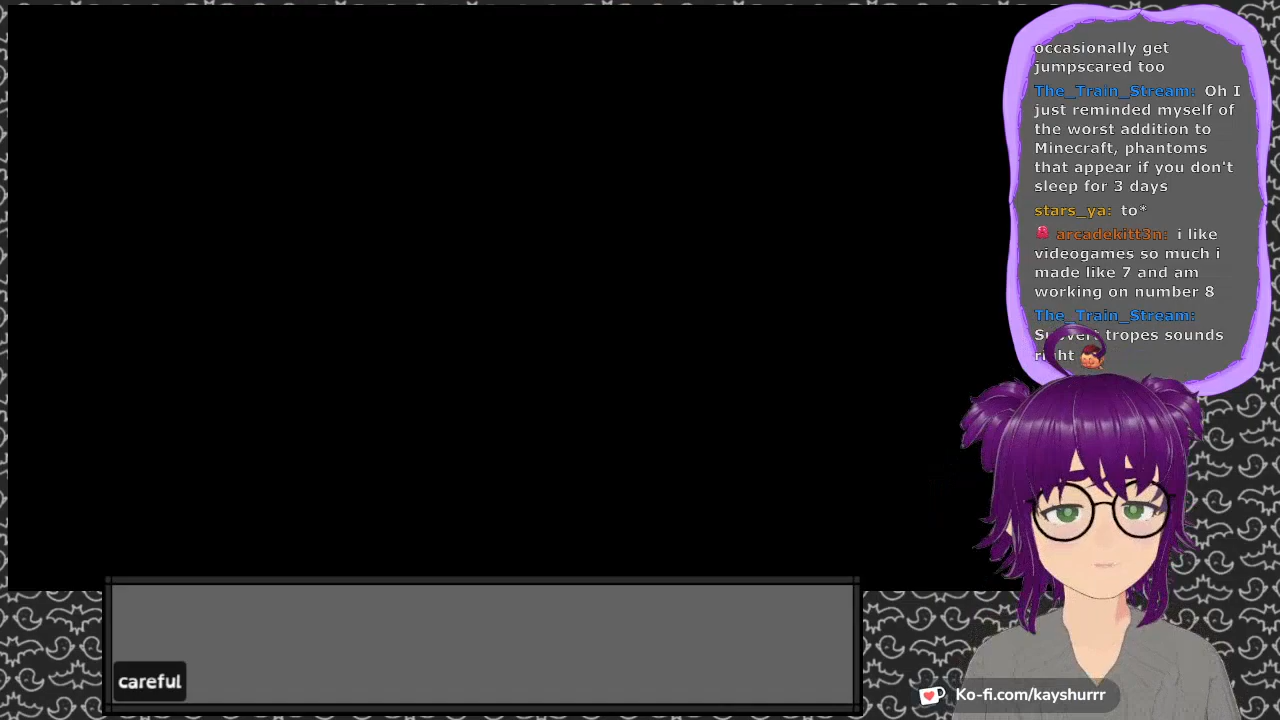 occasionally get
jumpscared too
The_Train_Stream: Oh I
just reminded myself of
the worst addition to
Minecraft, phantoms
that appear if you don't
sleep for 3 days
stars_ya: to*
arcadekitt3n: i like
videogames so much i
made like 7 and am
working on number 8
The_Train_Stream:
Subvert tropes sounds
right
careful
Ko-fi.com/kayshurrr